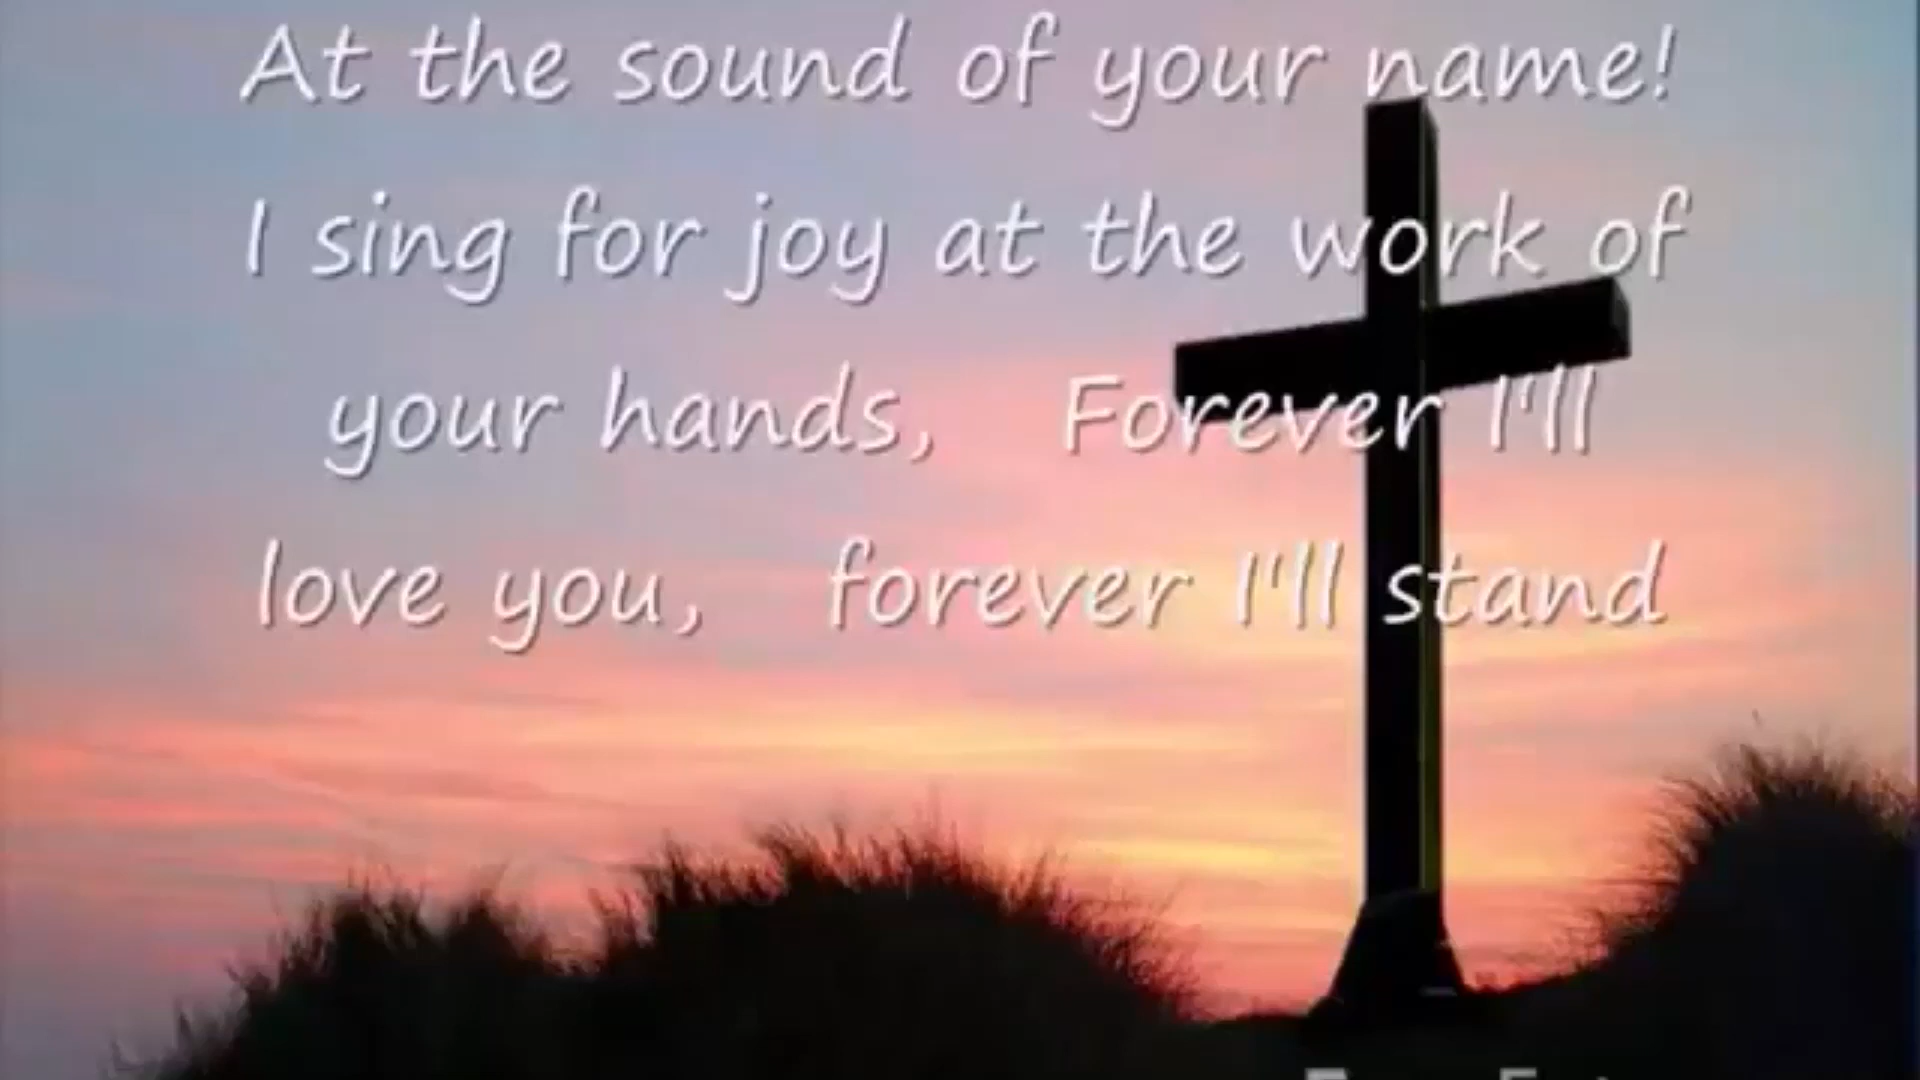 At the sound of your name!
I sing for joy at the work of
your hands, Forever I'll
love you, forever I'll stand